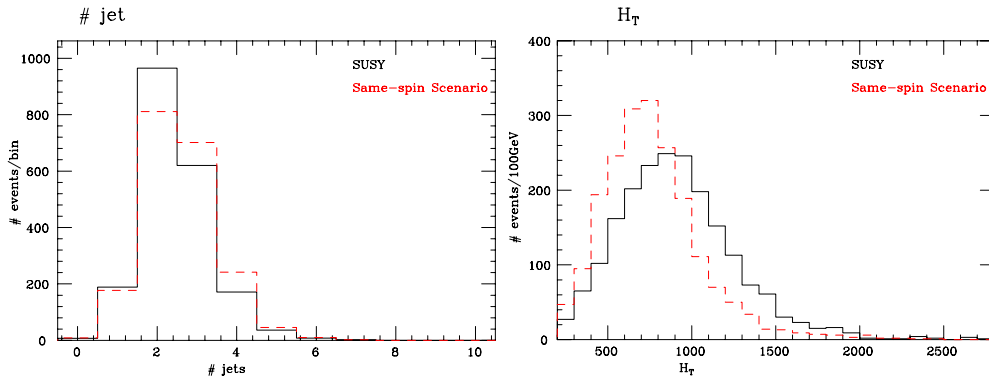 # jet
1000
800
600
400
200
0
# events/bin
SUSY
Same-spin Scenario
0
2
4
6
8
10
# jets
H_T
400
300
200
100
0
# events/100GeV
SUSY
Same-spin Scenario
500
1000
1500
2000
2500
H_T